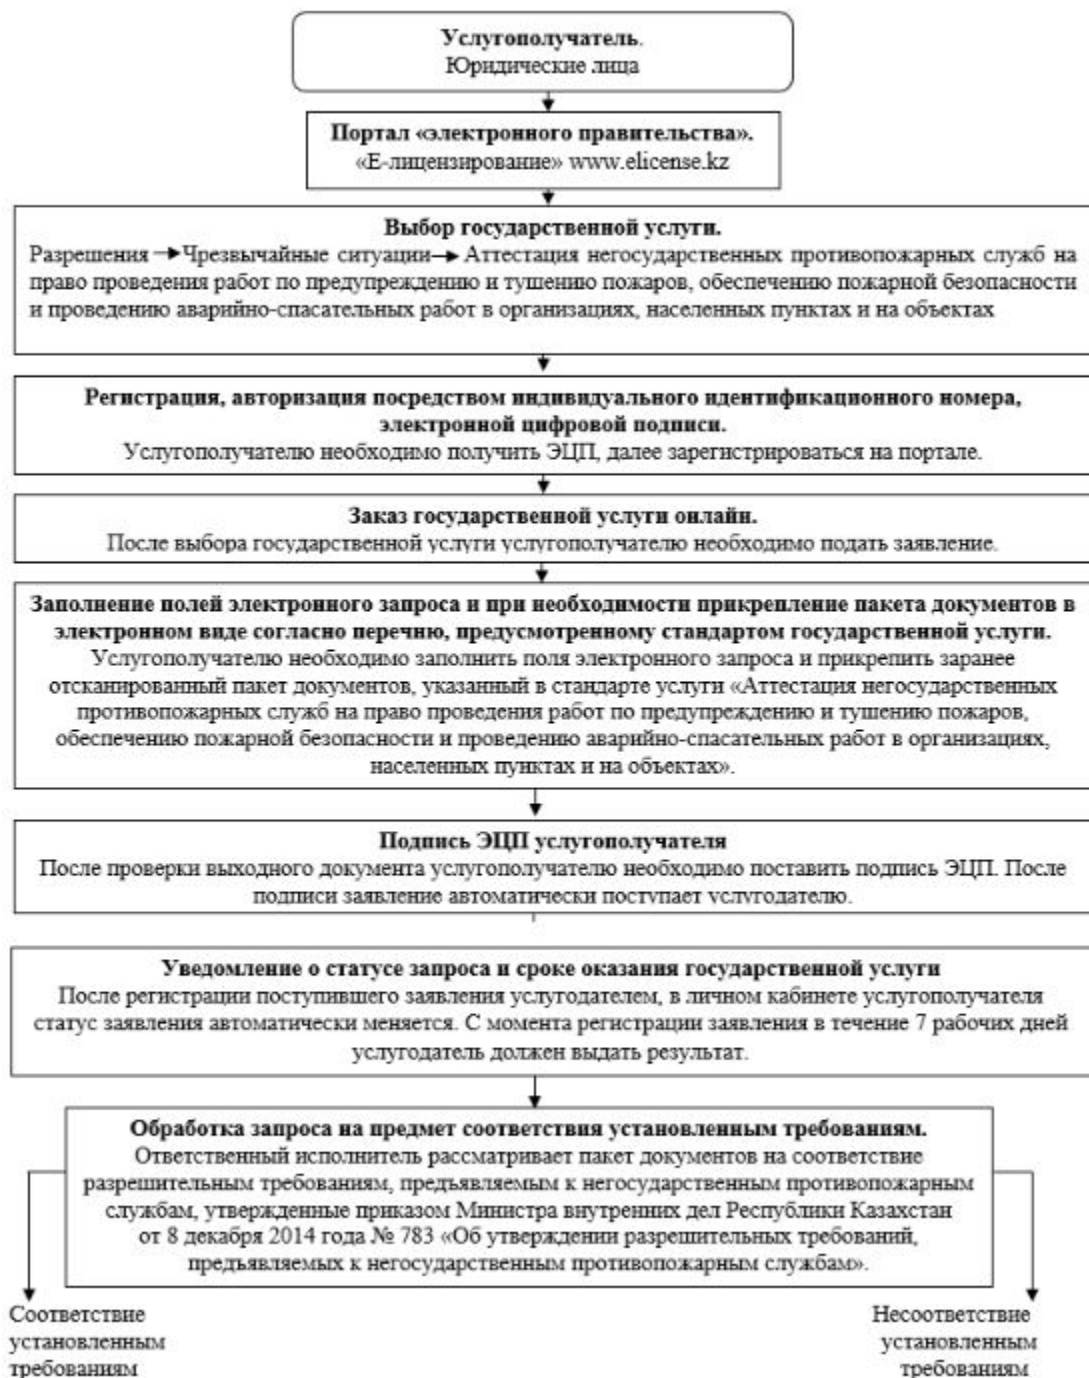 Услугополучатель.
Юридические лица
Портал «электронного правительства».
«Е-лицензирование» www.elicense.kz
Выбор государственной услуги.
Разрешения → Чрезвычайные ситуации → Аттестация негосударственных противопожарных служб на
право проведения работ по предупреждению и тушению пожаров, обеспечению пожарной безопасности
и проведению аварийно-спасательных работ в организациях, населенных пунктах и на объектах
Регистрация, авторизация посредством индивидуального идентификационного номера,
электронной цифровой подписи.
Услугополучателю необходимо получить ЭЦП, далее зарегистрироваться на портале.
Заказ государственной услуги онлайн.
После выбора государственной услуги услугополучателю необходимо подать заявление.
Заполнение полей электронного запроса и при необходимости прикрепление пакета документов в
электронном виде согласно перечню, предусмотренному стандартом государственной услуги.
Услугополучателю необходимо заполнить поля электронного запроса и прикрепить заранее
отсканированный пакет документов, указанный в стандарте услуги «Аттестация негосударственных
противопожарных служб на право проведения работ по предупреждению и тушению пожаров,
обеспечению пожарной безопасности и проведению аварийно-спасательных работ в организациях,
населенных пунктах и на объектах».
Подпись ЭЦП услугополучателя
После проверки выходного документа услугополучателю необходимо поставить подпись ЭЦП. После
подписи заявление автоматически поступает услугодателю.
Уведомление о статусе запроса и сроке оказания государственной услуги
После регистрации поступившего заявления услугодателем, в личном кабинете услугополучателя
статус заявления автоматически меняется. С момента регистрации заявления в течение 7 рабочих дней
услугодатель должен выдать результат.
Обработка запроса на предмет соответствия установленным требованиям.
Ответственный исполнитель рассматривает пакет документов на соответствие
разрешительным требованиям, предъявляемым к негосударственным противопожарным
службам, утвержденные приказом Министра внутренних дел Республики Казахстан
от 8 декабря 2014 года № 783 «Об утверждении разрешительных требований,
предъявляемых к негосударственным противопожарным службам».
Соответствие
установленным
требованиям
Несоответствие
установленным
требованиям